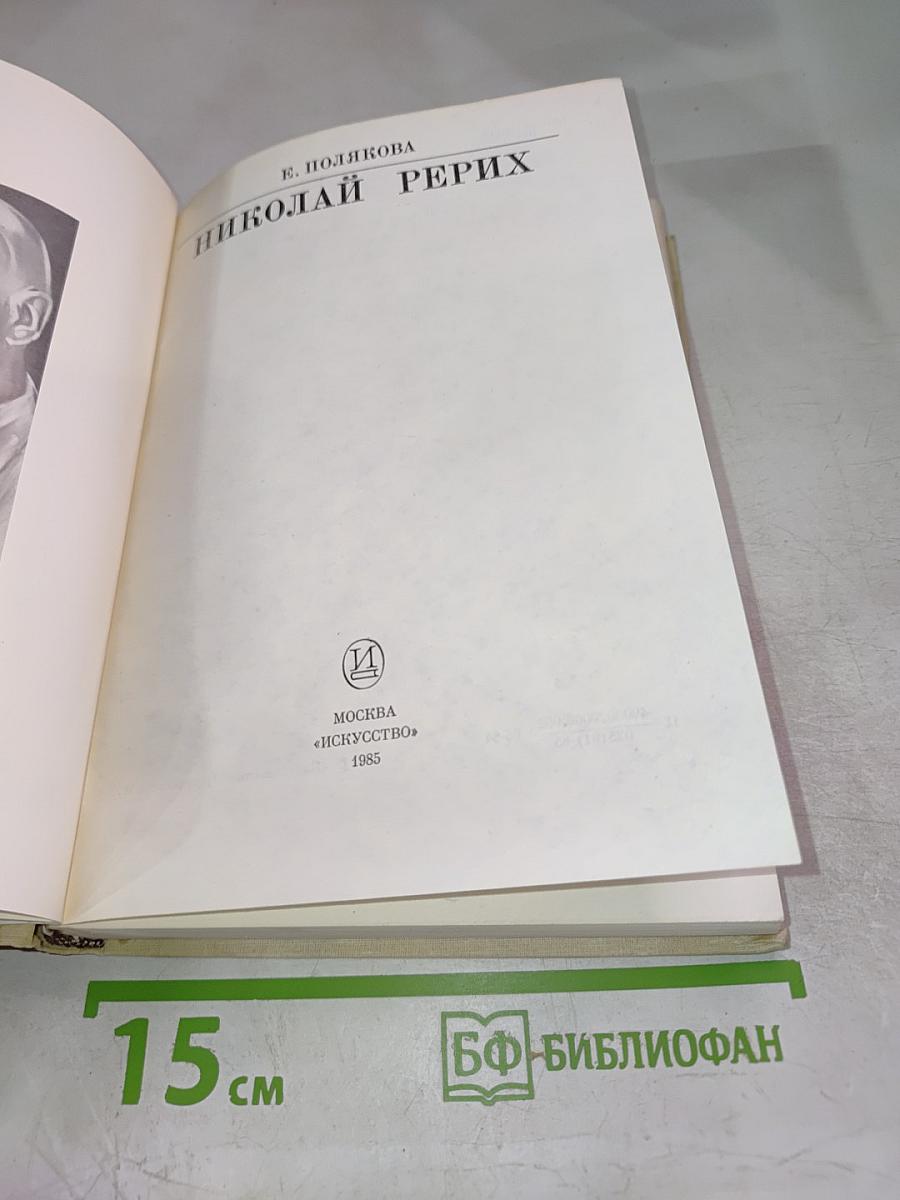 Е. ПОЛЯКОВА
НИКОЛАЙ РЕРИХ
И
МОСКВА
«ИСКУССТВО»
1985
15 см
БФ БИБЛИОФАН